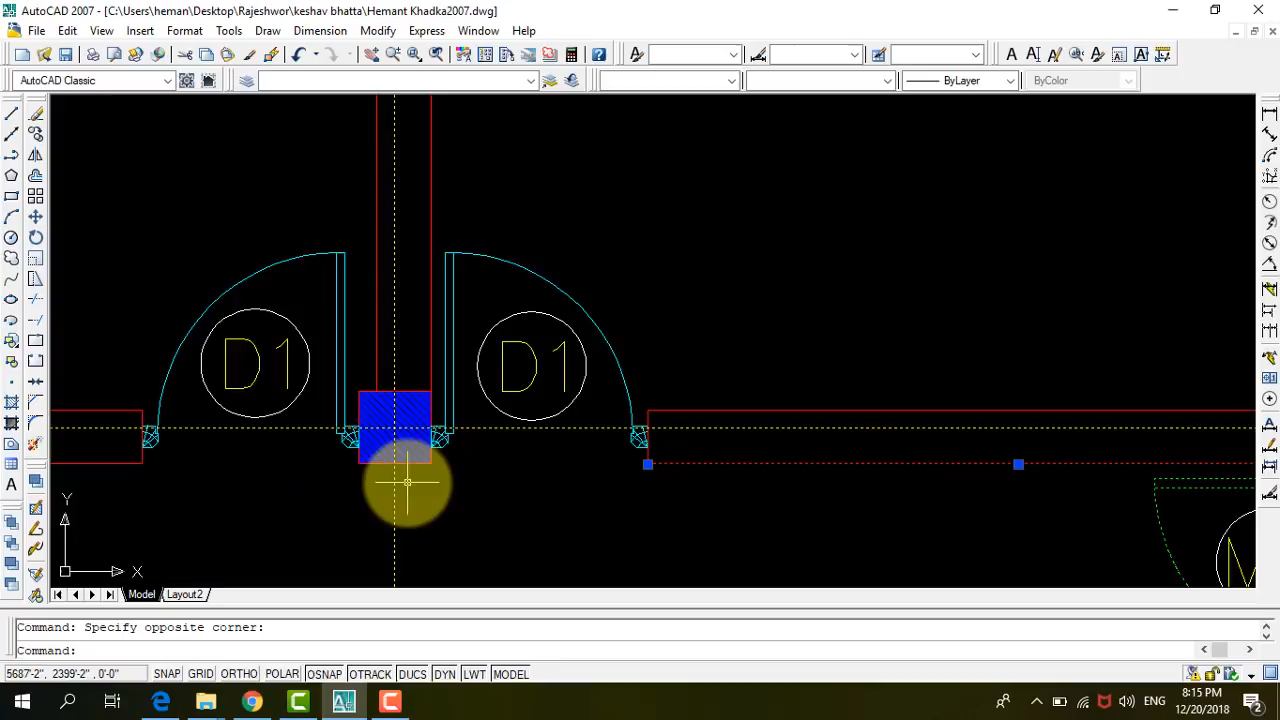 AutoCAD 2007 - [C:\Users\heman\Desktop\Rajeshwor\keshav bhatta\Hemant Khadka2007.dwg]
File Edit View Insert Format Tools Draw Dimension Modify Express Window Help
AutoCAD Classic ByLayer ByColor
D1 D1
Y
X
Model Layout2
Command: Specify opposite corner:
Command:
5687'-2", 2399'-2" , 0'-0" SNAP GRID ORTHO POLAR OSNAP OTRACK DUCS DYN LWT MODEL
ENG
8:15 PM
12/20/2018
2